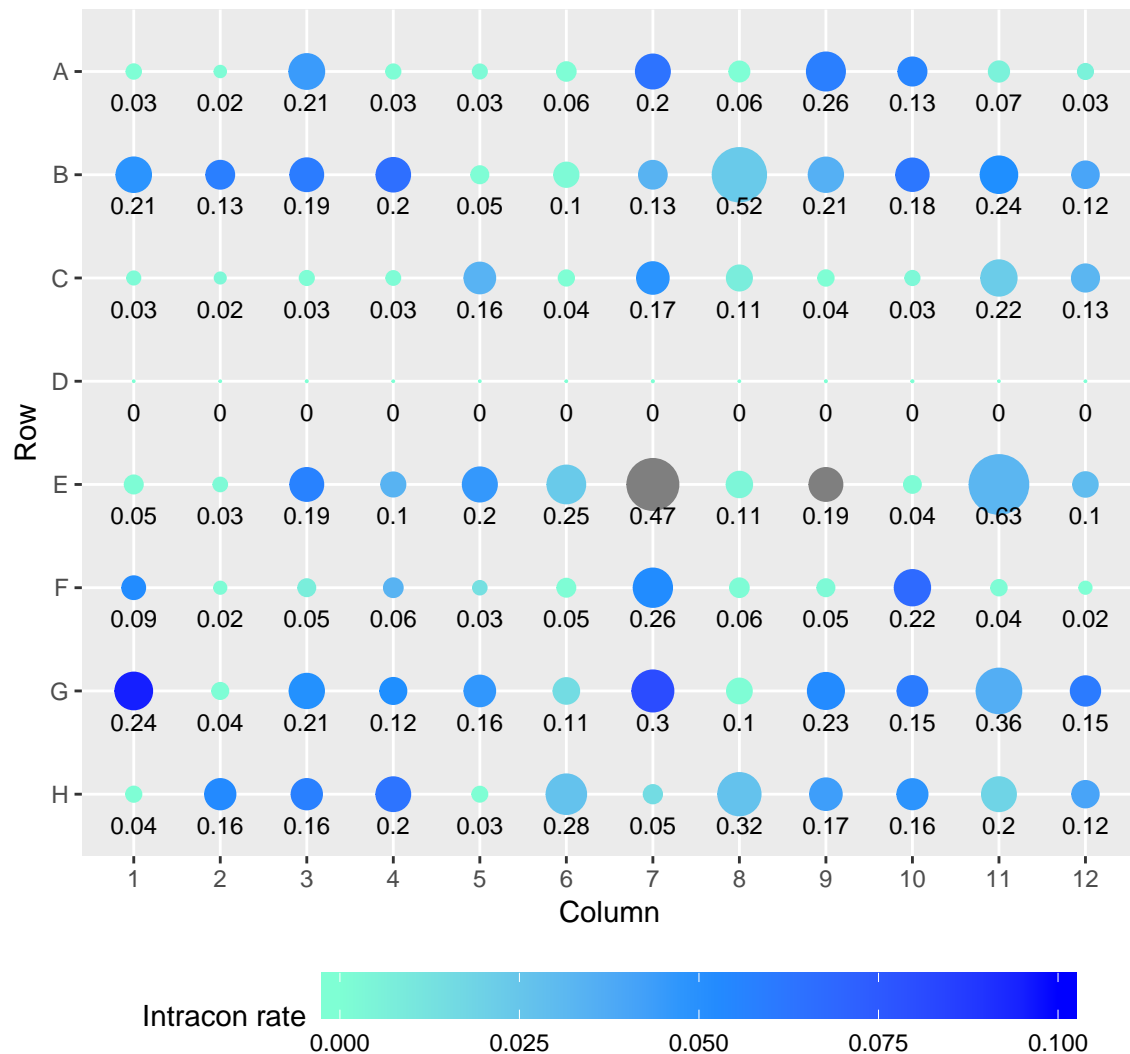 A
0.03 0.02 0.21 0.03 0.03 0.06 0.2 0.06 0.26 0.13 0.07 0.03
B
0.21 0.13 0.19 0.2 0.05 0.1 0.13 0.52 0.21 0.18 0.24 0.12
C
0.03 0.02 0.03 0.03 0.16 0.04 0.17 0.11 0.04 0.03 0.22 0.13
D
0 0 0 0 0 0 0 0 0 0 0 0
Row
E
0.05 0.03 0.19 0.1 0.2 0.25 0.47 0.11 0.19 0.04 0.63 0.1
F
0.09 0.02 0.05 0.06 0.03 0.05 0.26 0.06 0.05 0.22 0.04 0.02
G
0.24 0.04 0.21 0.12 0.16 0.11 0.3 0.1 0.23 0.15 0.36 0.15
H
0.04 0.16 0.16 0.2 0.03 0.28 0.05 0.32 0.17 0.16 0.2 0.12
1 2 3 4 5 6 7 8 9 10 11 12
Column
Intracon rate
0.000 0.025 0.050 0.075 0.100